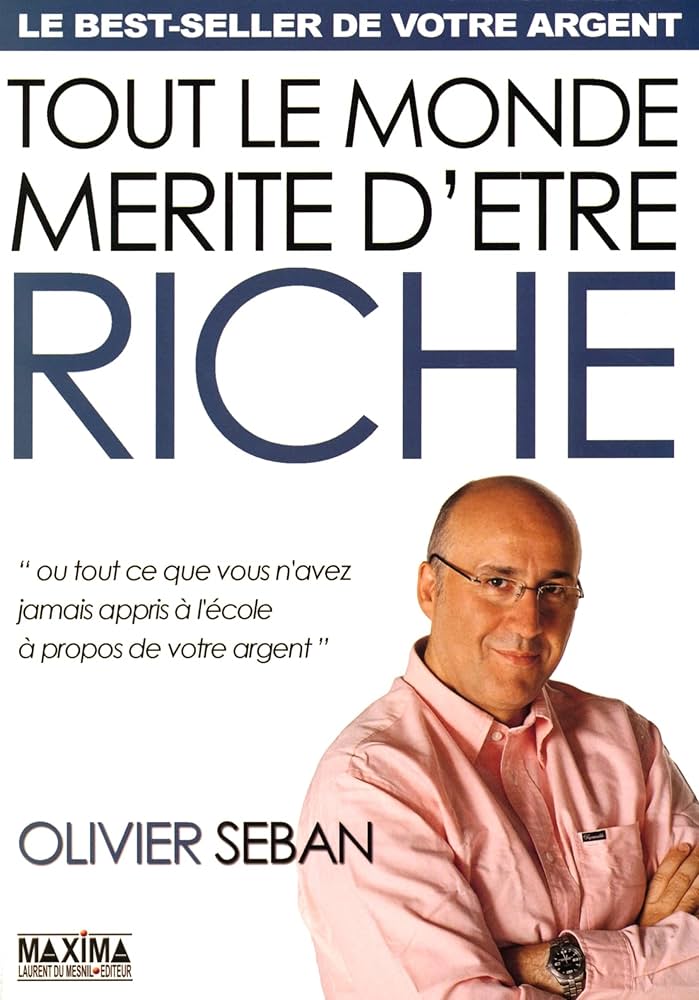 LE BEST-SELLER DE VOTRE ARGENT
TOUT LE MONDE
MERITE D'ETRE
RICHE
“ ou tout ce que vous n'avez
jamais appris à l'école
à propos de votre argent ”
OLIVIER SEBAN
MAXIMA
LAURENT DU MESNIL•EDITEUR